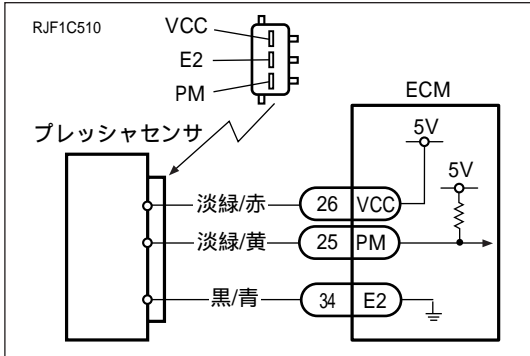 RJF1C510
VCC
E2
PM
プレッシャセンサ
ECM
5V
5V
淡緑/赤 26 VCC
淡緑/黄 25 PM
黒/青 34 E2